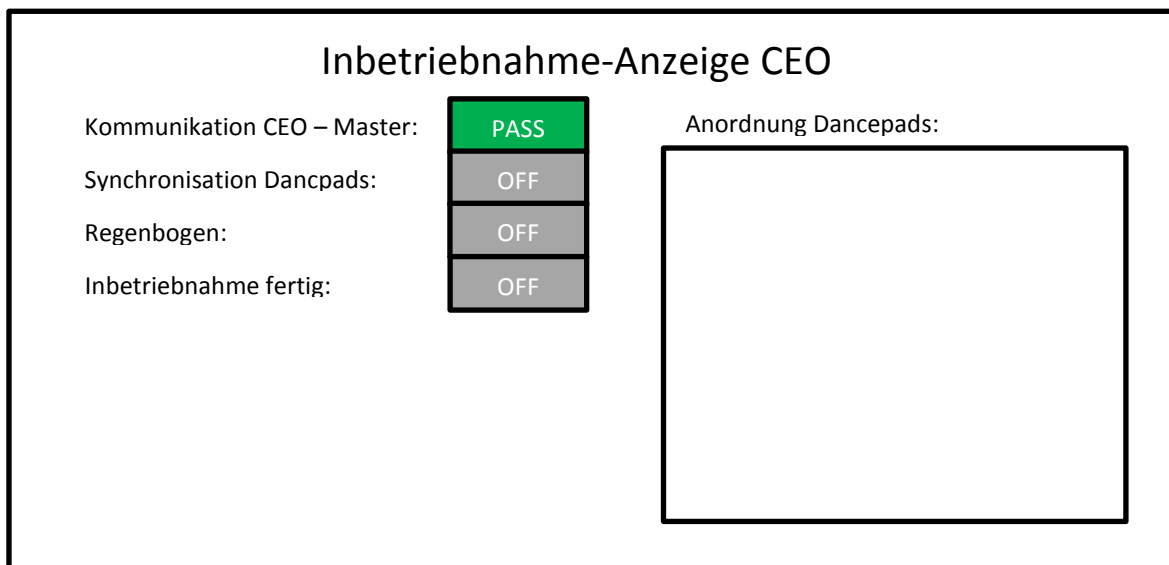 Inbetriebnahme-Anzeige CEO
Kommunikation CEO – Master: PASS
Synchronisation Dancpads: OFF
Regenbogen: OFF
Inbetriebnahme fertig: OFF
Anordnung Dancepads: